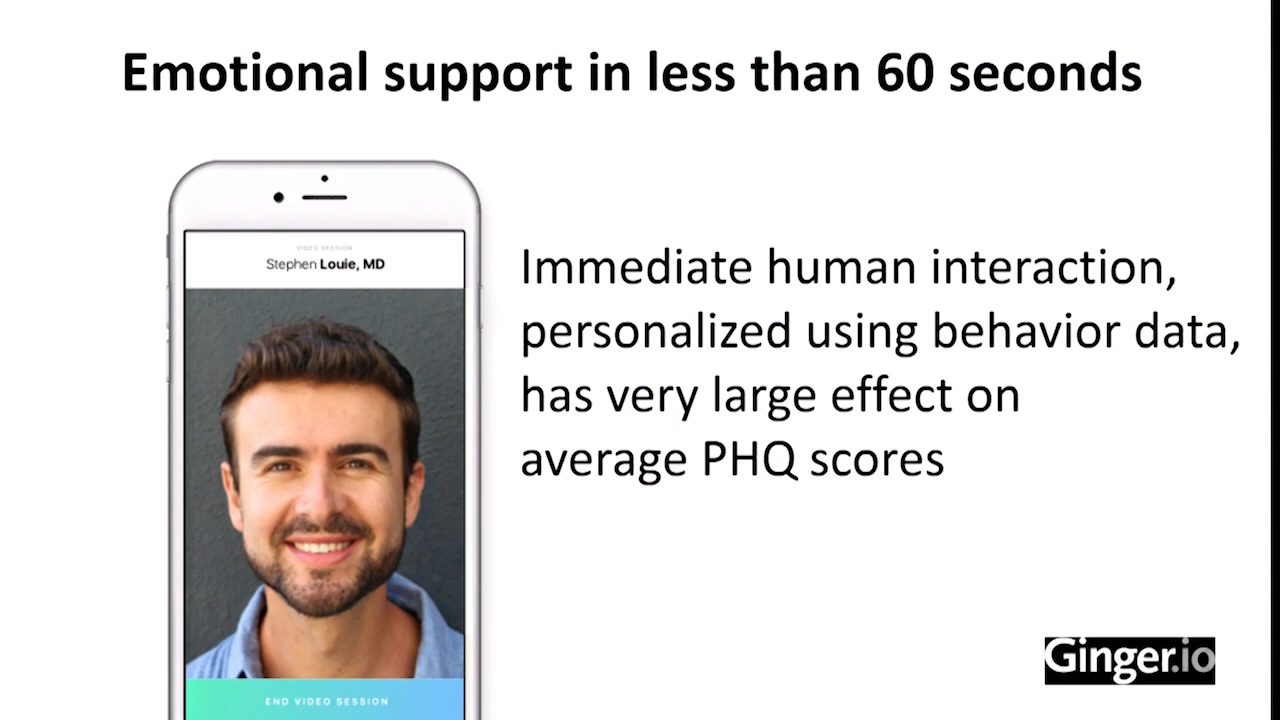 Emotional support in less than 60 seconds
VIDEO SESSION
Stephen Louie, MD
Immediate human interaction,
personalized using behavior data,
has very large effect on
average PHQ scores
END VIDEO SESSION
Ginger.io